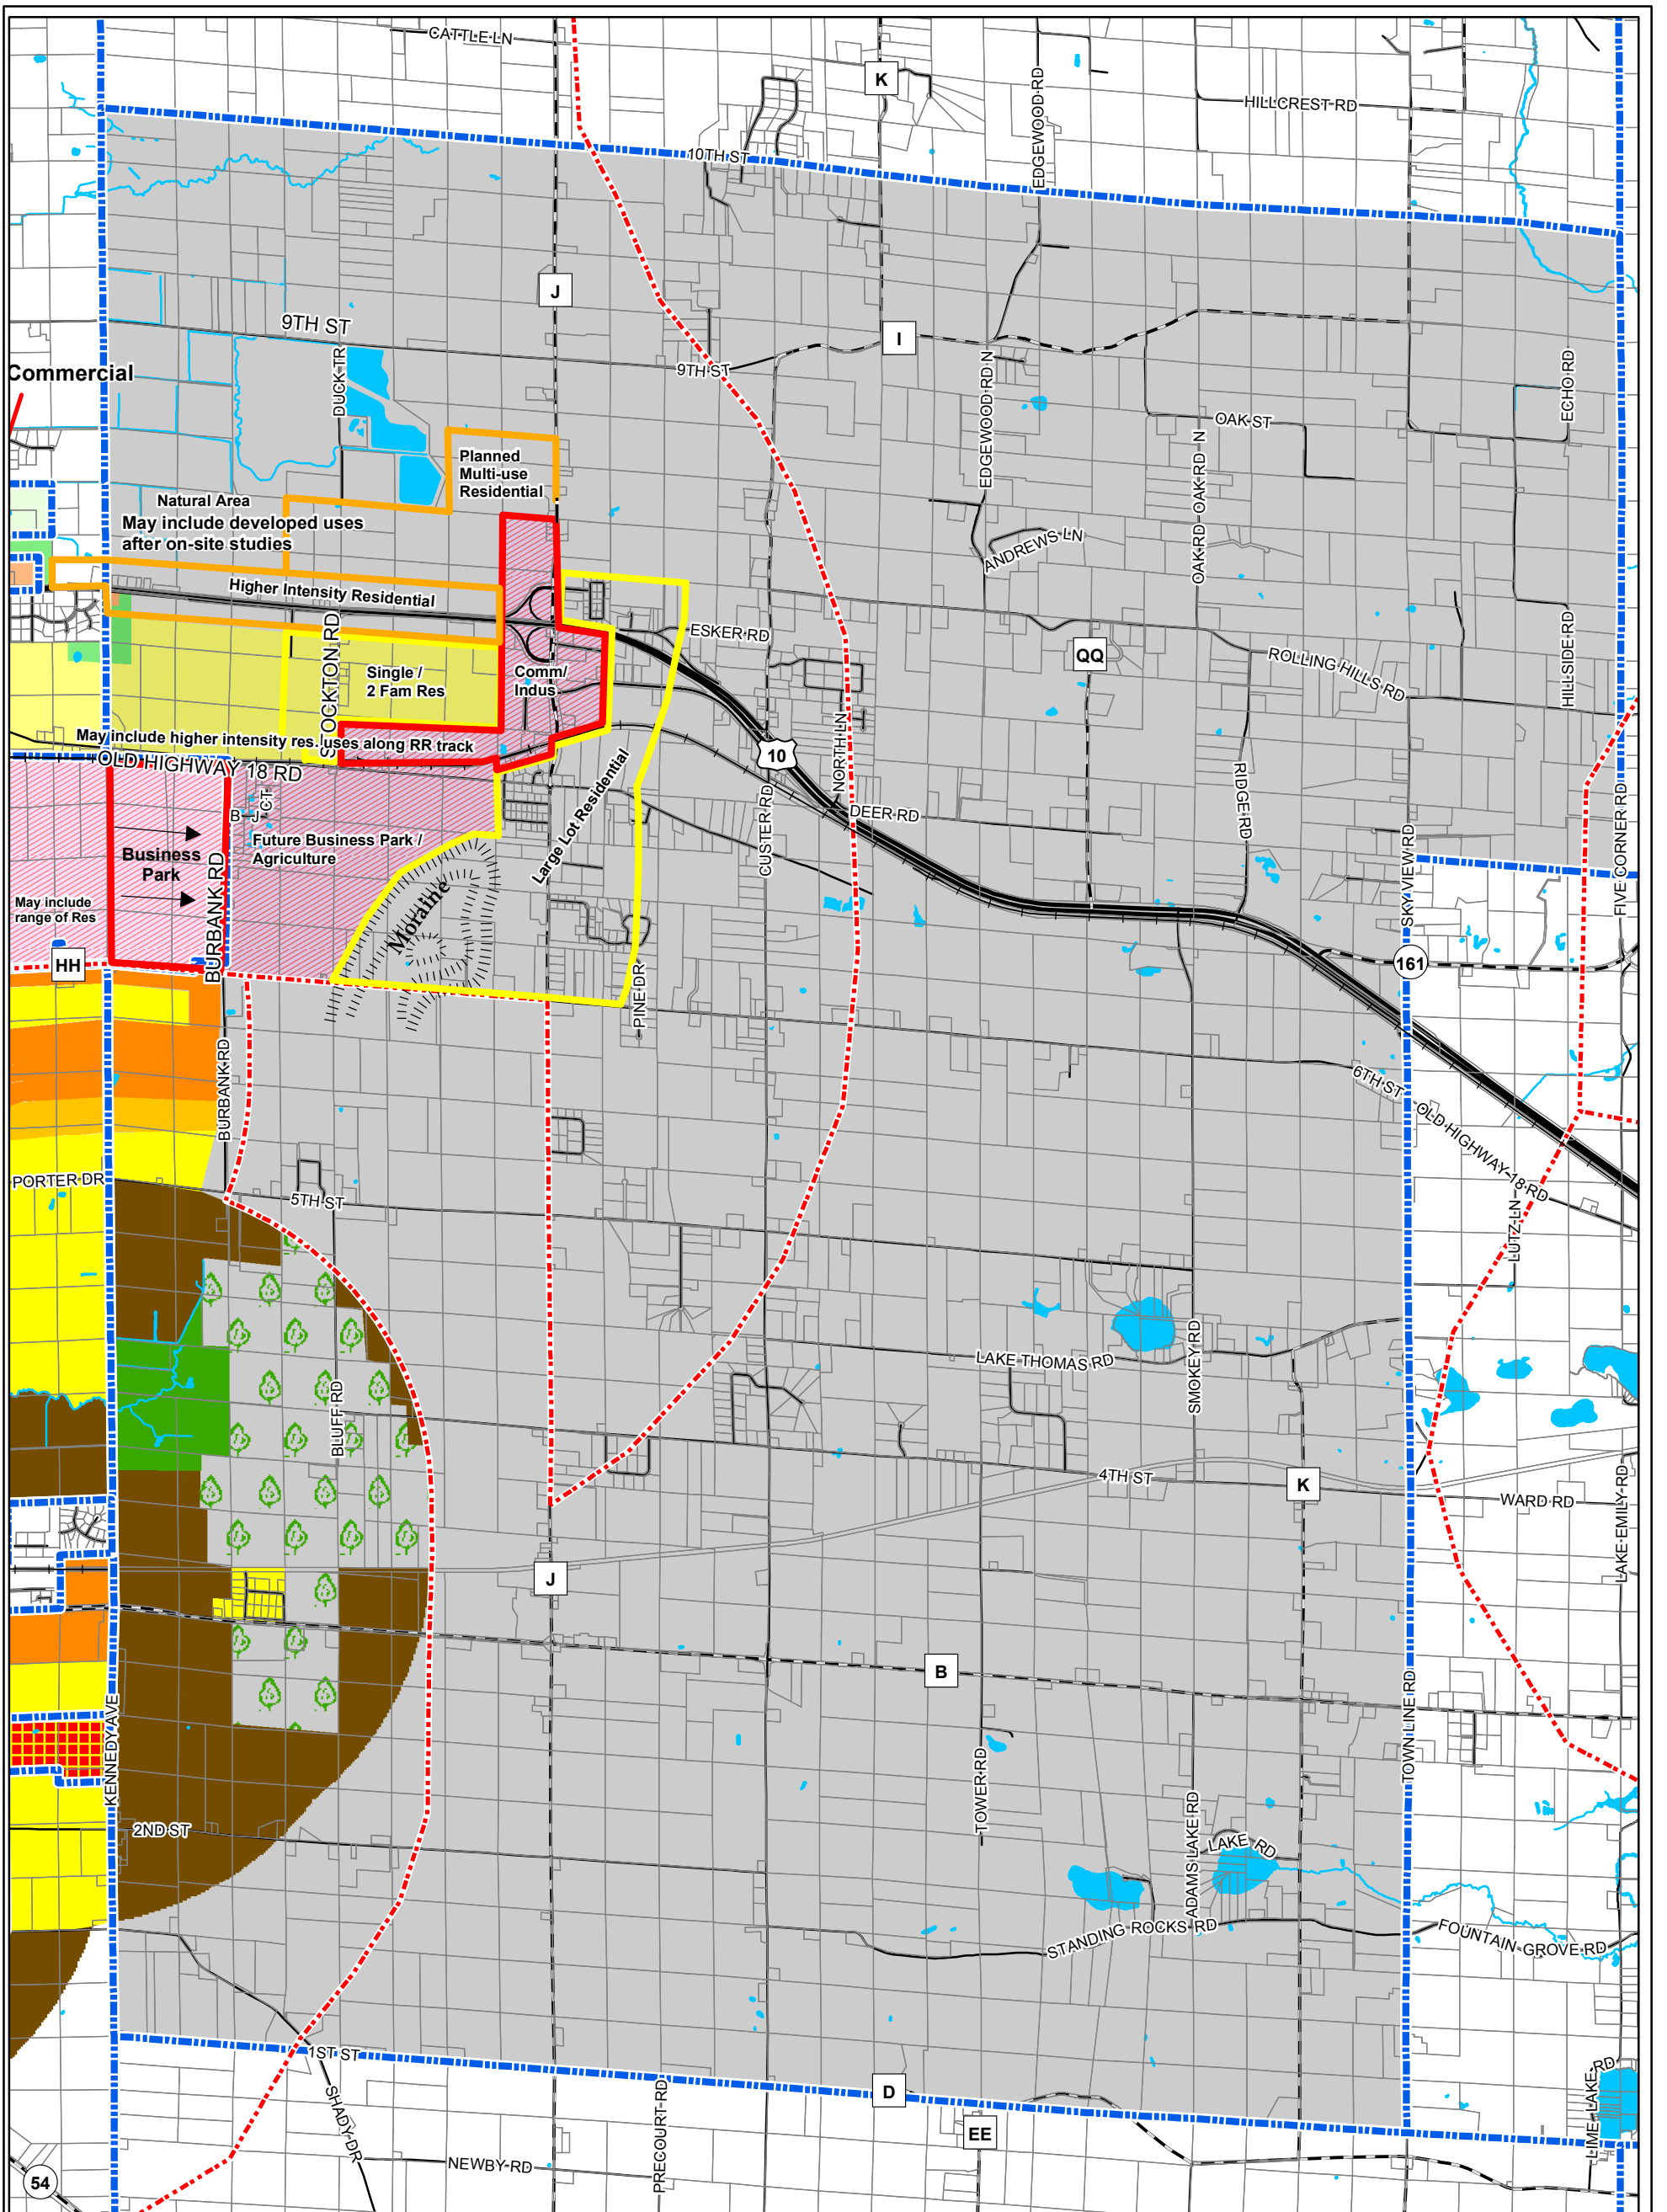 CATTLE LN
K
EDGEWOOD RD
HILLCREST RD
10TH ST
J
9TH ST
I
9TH ST
DUCK TR
EDGEWOOD RD N
ECHO RD
Commercial
OAK ST
OAK RD N
Planned
Multi-use
Residential
Natural Area
May include developed uses
after on-site studies
ANDREWS LN
OAK RD
Higher Intensity Residential
ESKER RD
QQ
ROLLING HILLS RD
HILLSIDE RD
Single /
2 Fam Res
Comm/
Indus
May include higher intensity res. uses along RR track
OLD HIGHWAY 18 RD
10
NORTH LN
DEER RD
RIDGE RD
CUSTER RD
Large Lot Residential
B J CT
Future Business Park /
Agriculture
Business
Park
BURBANK RD
May include
range of Res
Moraine
SKY VIEW RD
FIVE CORNER RD
HH
161
PINE DR
BURBANK RD
6TH ST
OLD HIGHWAY 18 RD
PORTER DR
5TH ST
LUTZ LN
LAKE THOMAS RD
SMOKEY RD
BLUFF RD
4TH ST
K
WARD RD
LAKE EMILY RD
J
B
KENNEDY AVE
TOWER RD
TOWN LINE RD
2ND ST
ADAMS LAKE RD
LAKE RD
STANDING ROCKS RD
FOUNTAIN GROVE RD
1ST ST
D
EE
SHADY DR
PRECOURT RD
LIME LAKE RD
NEWBY RD
54